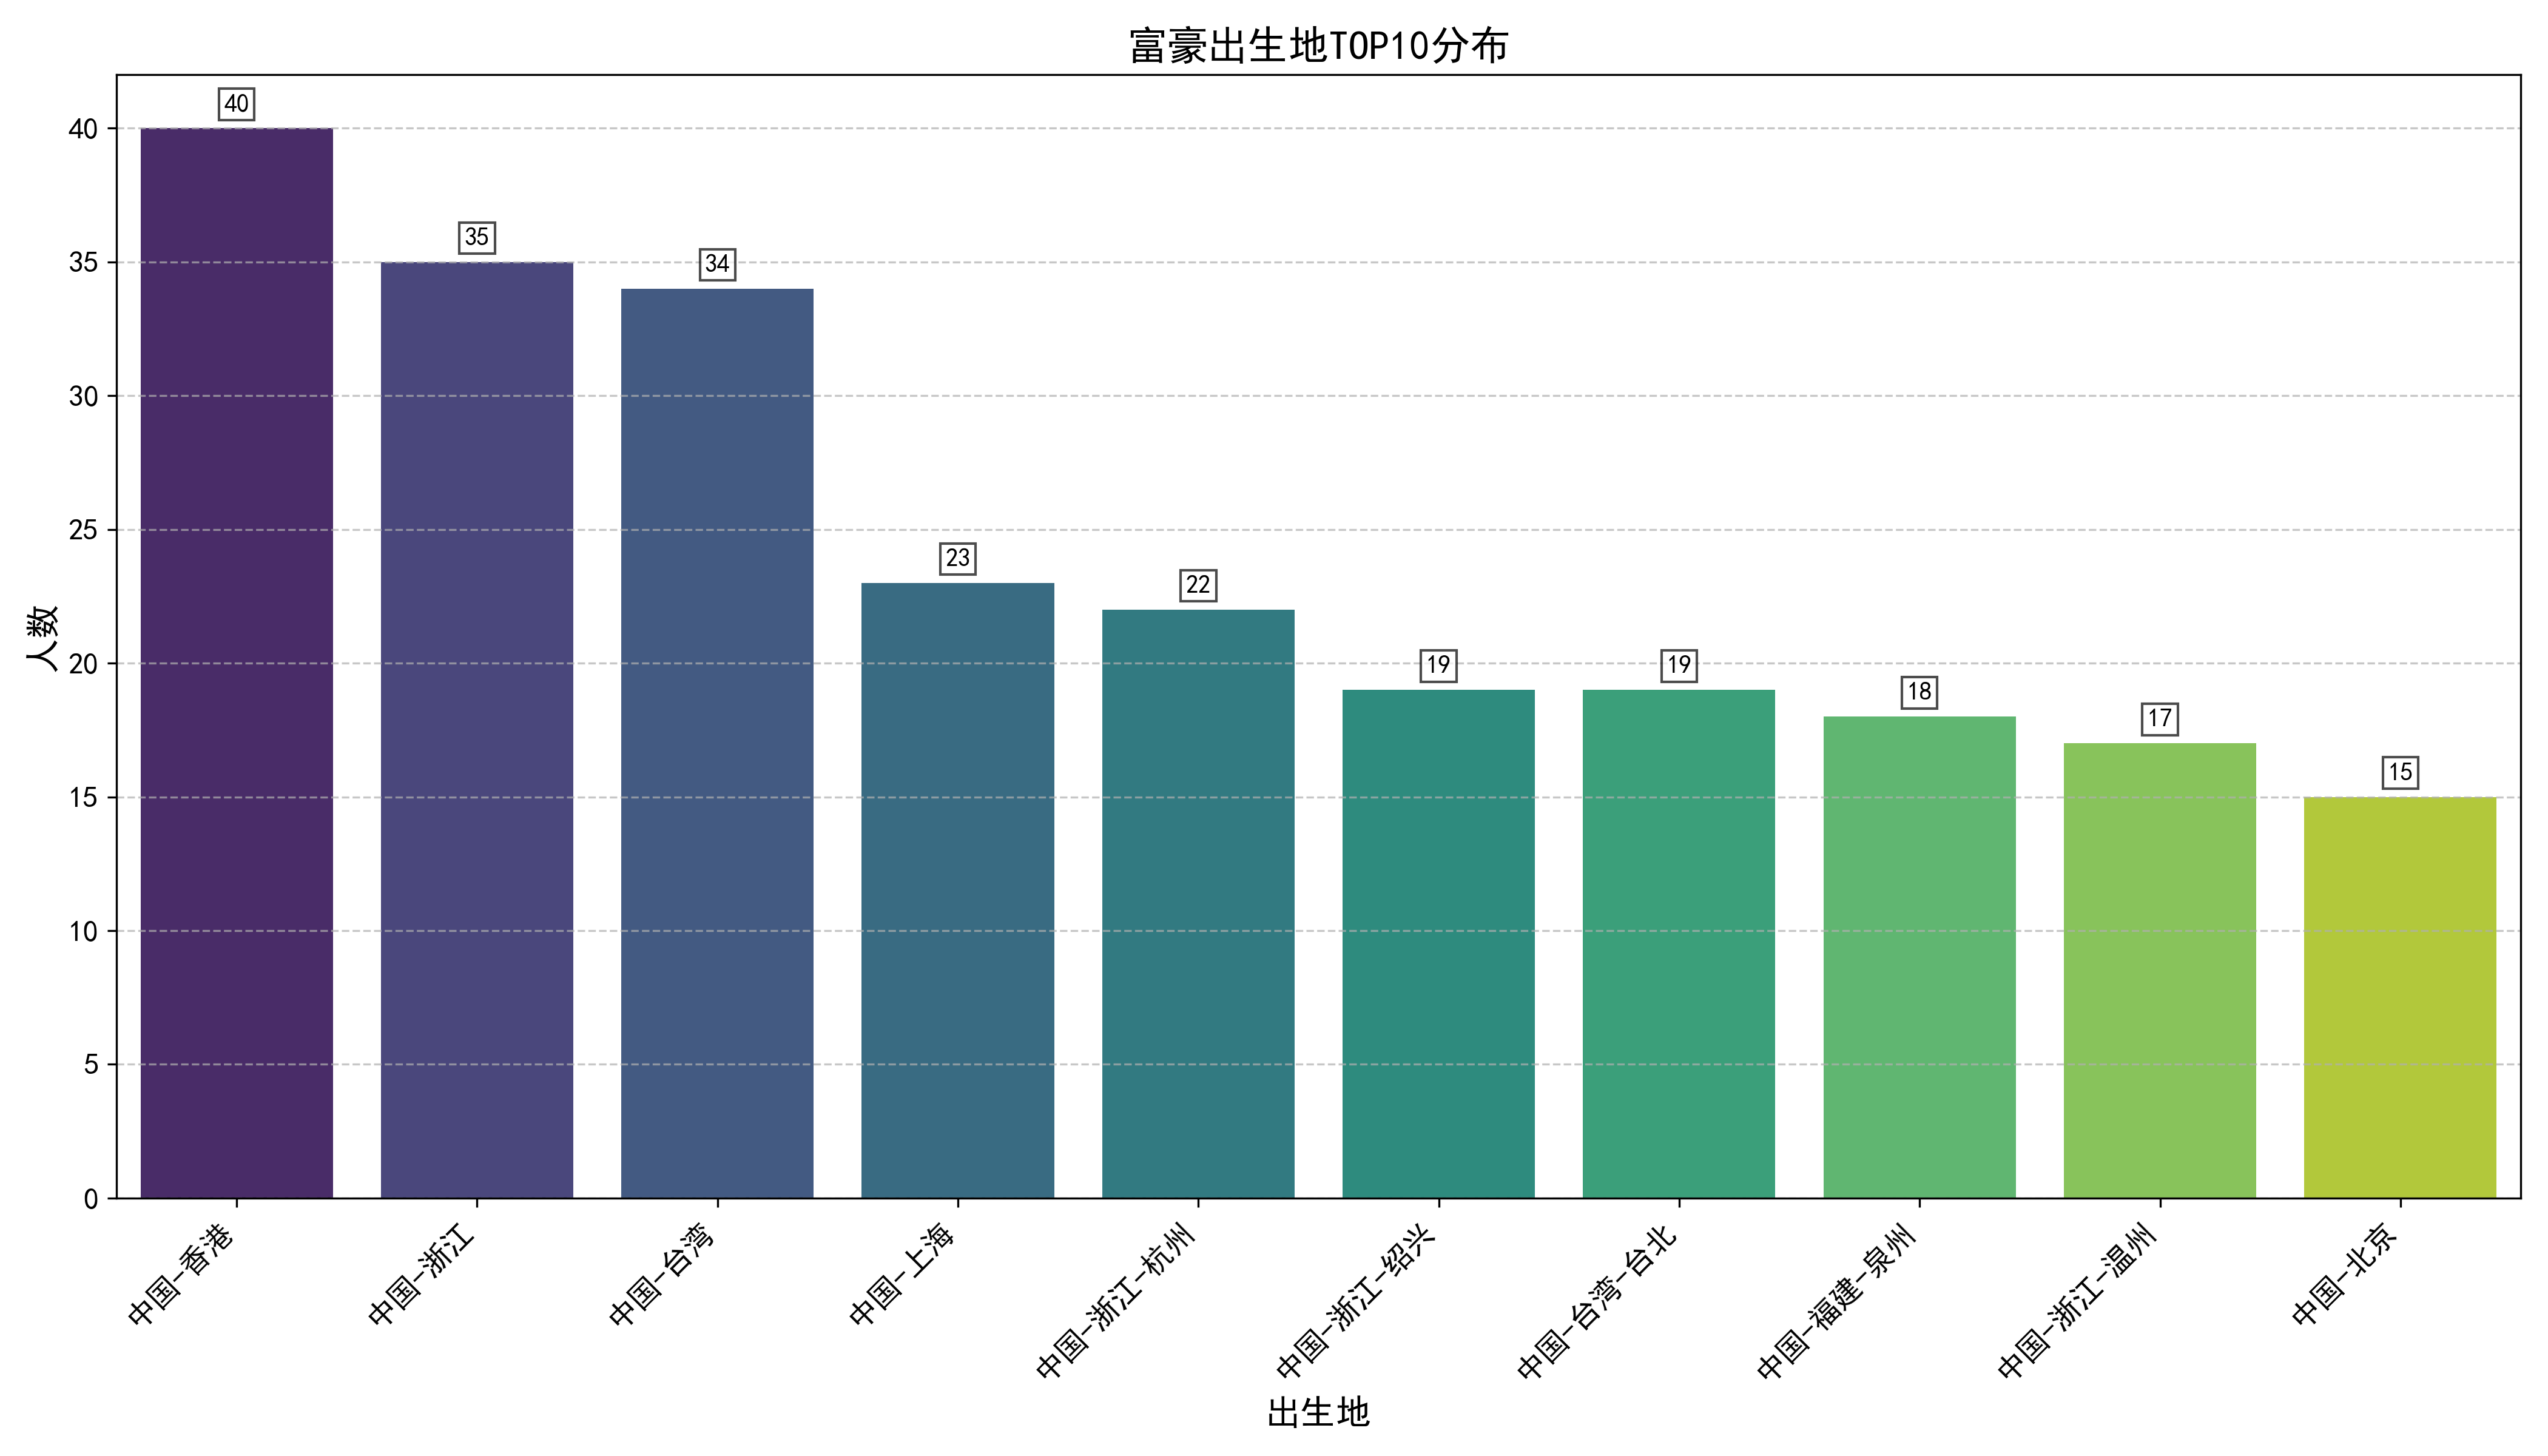 富豪出生地TOP10分布
人数
40
35
30
25
20
15
10
5
0
40
35
34
23
22
19
19
18
17
15
中国-香港
中国-浙江
中国-台湾
中国-上海
中国-浙江-杭州
中国-浙江-绍兴
中国-台湾-台北
中国-福建-泉州
中国-浙江-温州
中国-北京
出生地